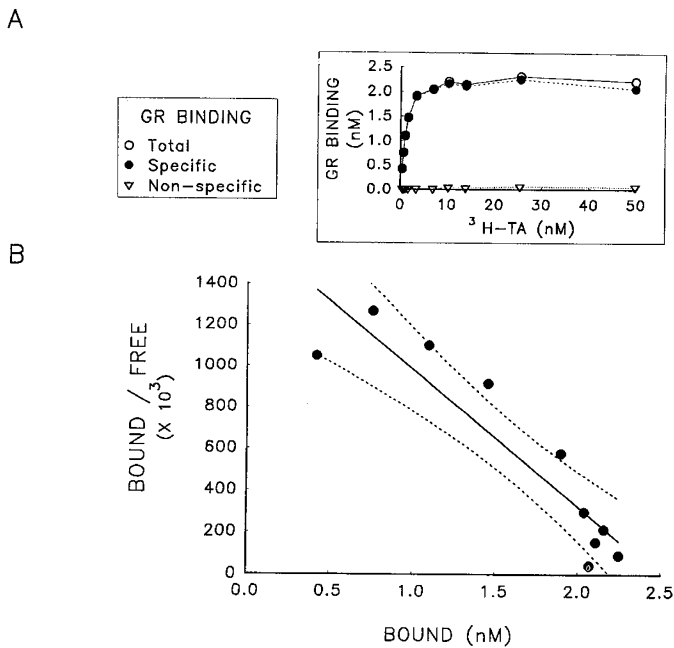 A
GR BINDING
Total
Specific
Non-specific
GR BINDING
(nM)
2.5
2.0
1.5
1.0
0.5
0.0
0 10 20 30 40 50
³H-TA (nM)
B
BOUND / FREE
(X 10³)
1400
1200
1000
800
600
400
200
0
0.0 0.5 1.0 1.5 2.0 2.5
BOUND (nM)